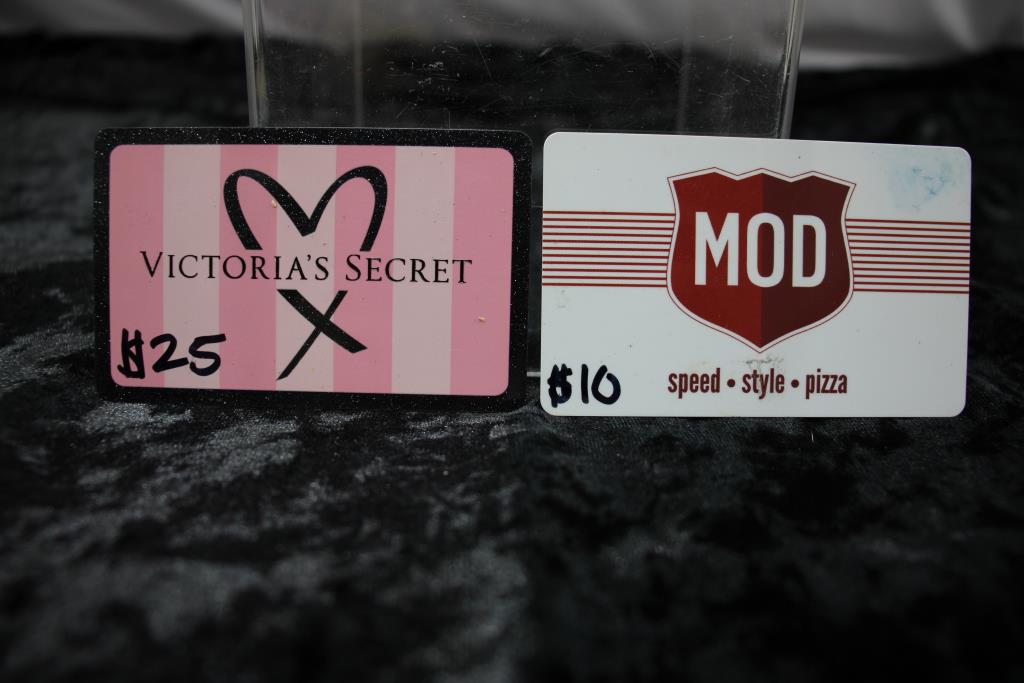 VICTORIA'S SECRET
$25
MOD
speed • style • pizza
$10